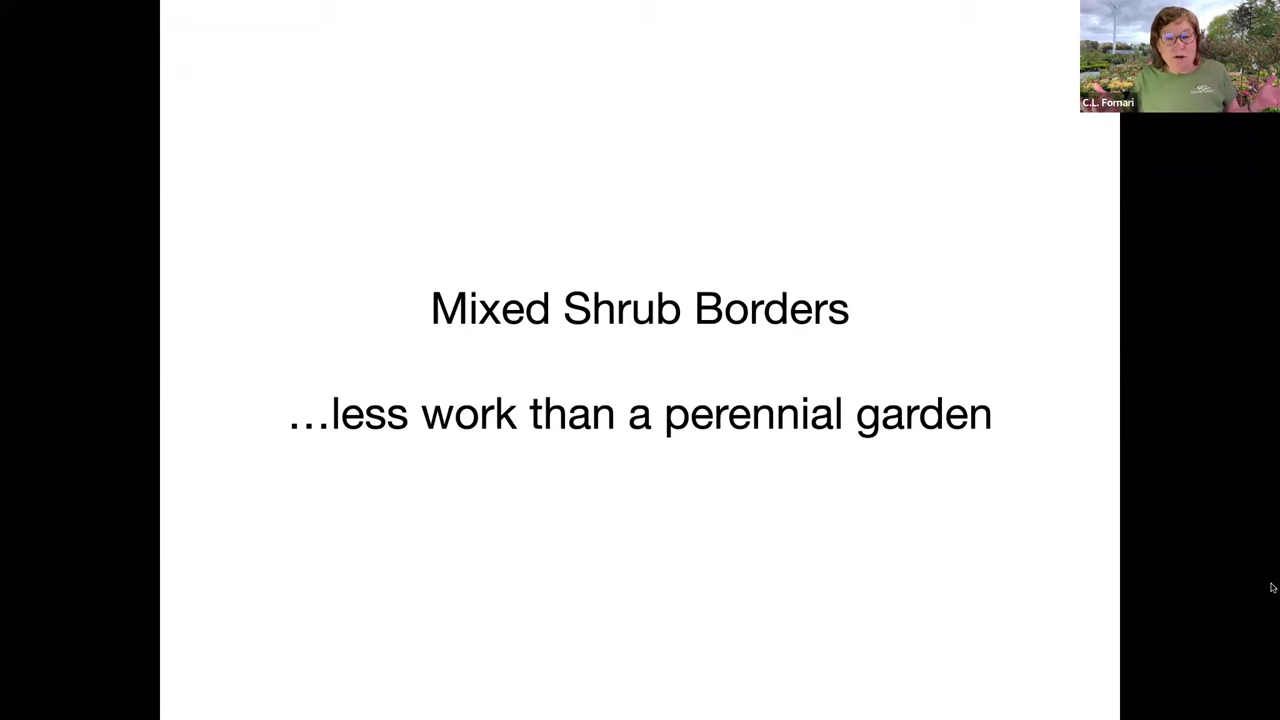 C.L. Fornari
Mixed Shrub Borders
…less work than a perennial garden